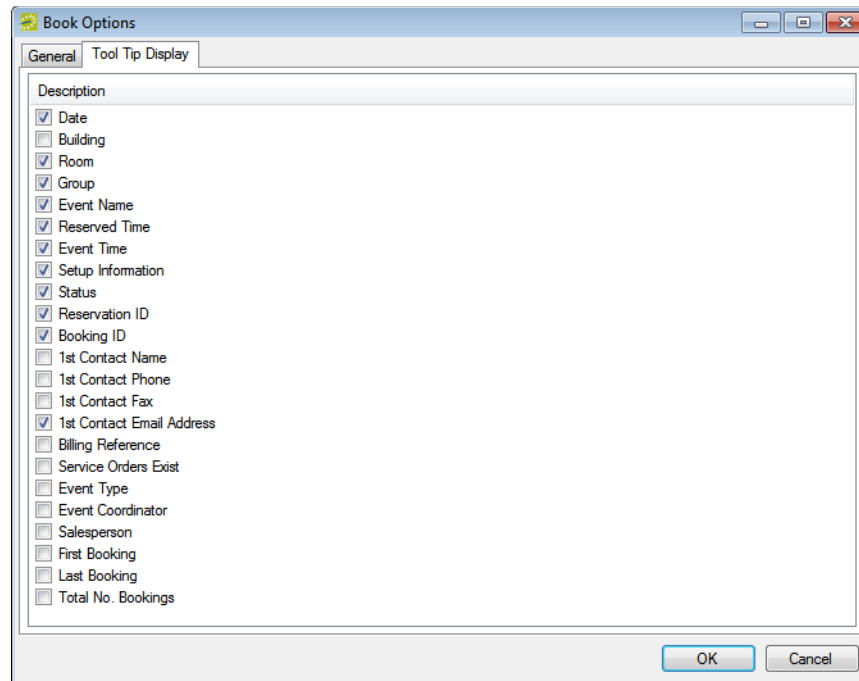 Book Options
General Tool Tip Display
Description
Date
Building
Room
Group
Event Name
Reserved Time
Event Time
Setup Information
Status
Reservation ID
Booking ID
1st Contact Name
1st Contact Phone
1st Contact Fax
1st Contact Email Address
Billing Reference
Service Orders Exist
Event Type
Event Coordinator
Salesperson
First Booking
Last Booking
Total No. Bookings
OK Cancel